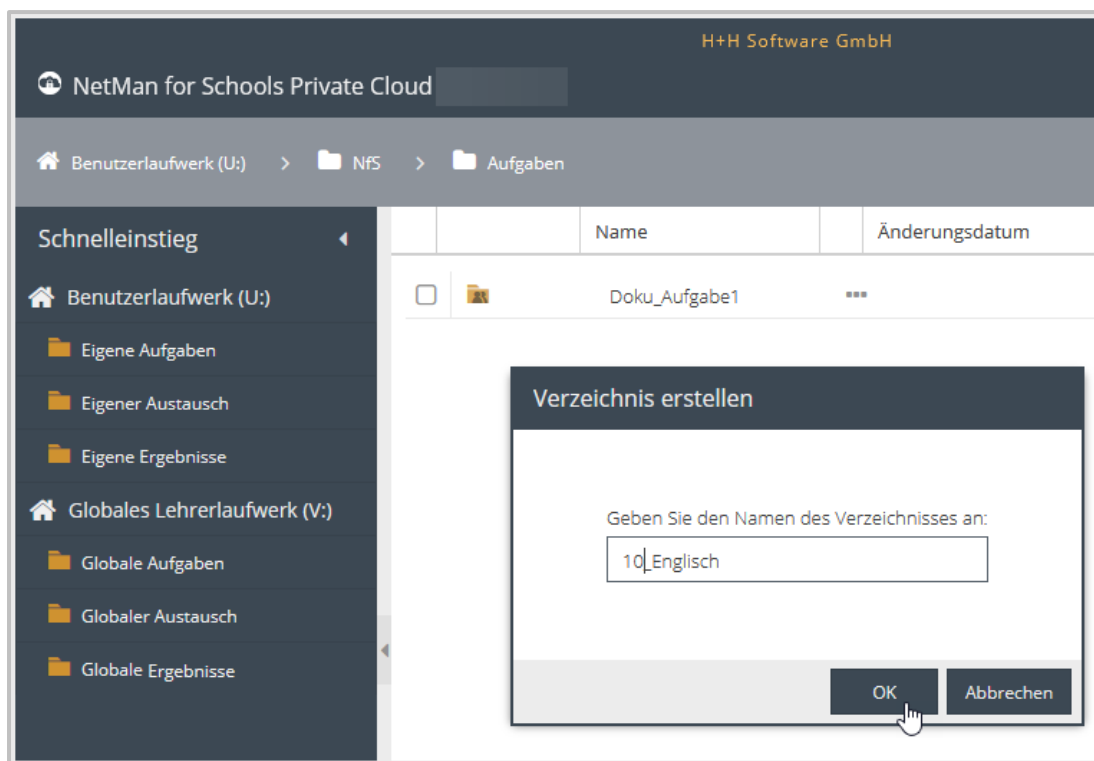 H+H Software GmbH
NetMan for Schools Private Cloud
Benutzerlaufwerk (U:) > NfS > Aufgaben
Schnelleinstieg
Name Änderungsdatum
Benutzerlaufwerk (U:)
Doku_Aufgabe1
Eigene Aufgaben
Eigener Austausch
Eigene Ergebnisse
Globales Lehrerlaufwerk (V:)
Globale Aufgaben
Globaler Austausch
Globale Ergebnisse
Verzeichnis erstellen
Geben Sie den Namen des Verzeichnisses an:
10_Englisch
OK Abbrechen